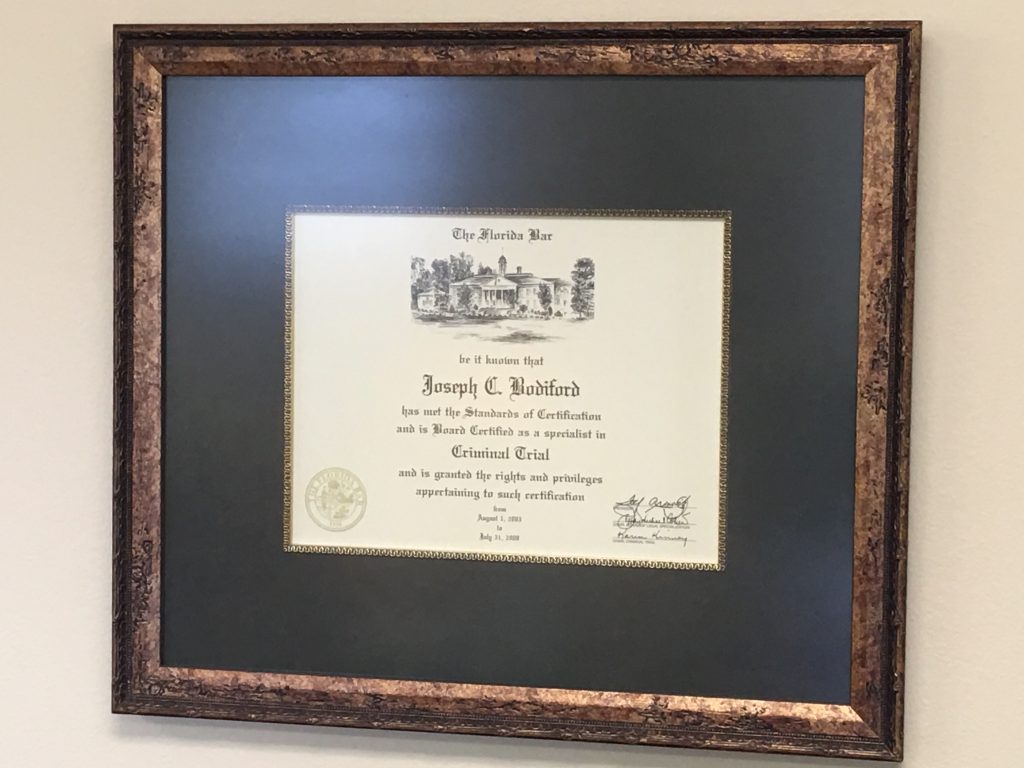 The Florida Bar
be it known that
Joseph C. Bodiford
has met the Standards of Certification
and is Board Certified as a specialist in
Criminal Trial
and is granted the rights and privileges
appertaining to such certification
from
August 1, 2003
to
July 31, 2008